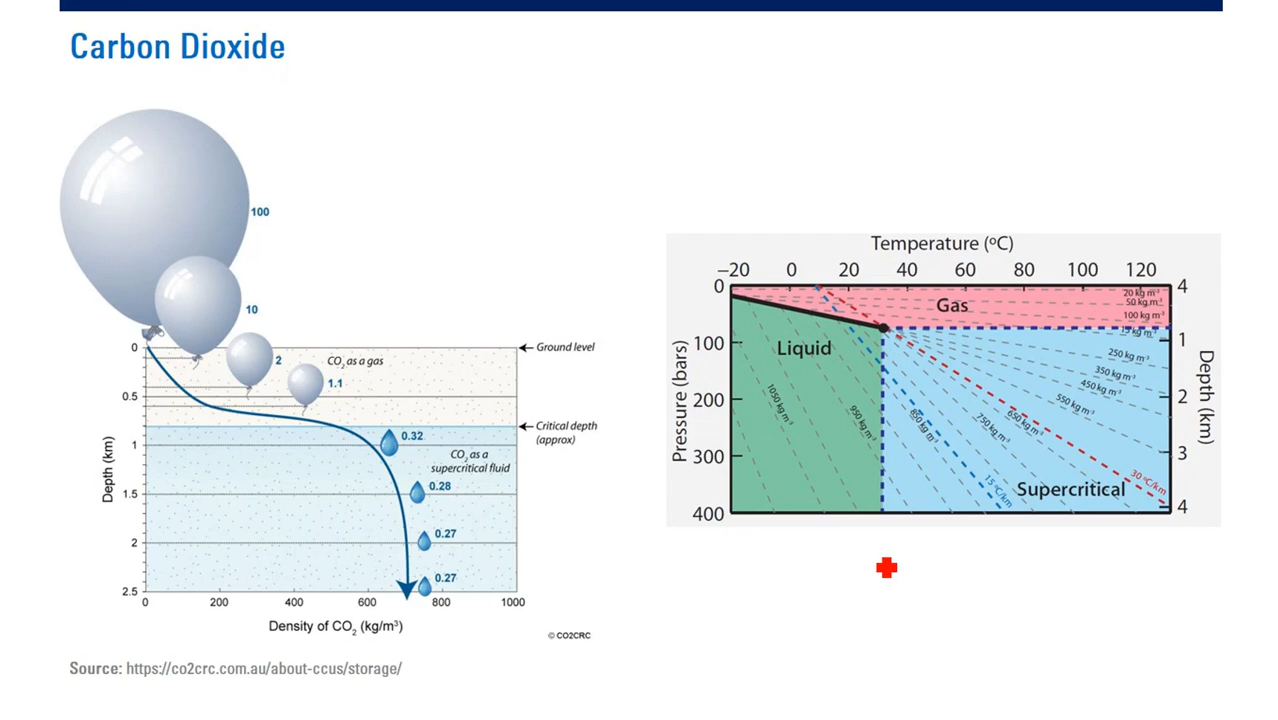 Carbon Dioxide
100
10
2
1.1
CO2 as a gas
Ground level
Critical depth
(approx)
0.32
CO2 as a
supercritical fluid
0.28
0.27
0.27
Depth (km)
0
0.5
1
1.5
2
2.5
0 200 400 600 800 1000
Density of CO2 (kg/m³)
© CO2CRC
Source: https://co2crc.com.au/about-ccus/storage/
Temperature (ºC)
−20 0 20 40 60 80 100 120
Pressure (bars)
0
100
200
300
400
Depth (km)
4
1
2
3
4
Gas
Liquid
Supercritical
20 kg m⁻³
50 kg m⁻³
100 kg m⁻³
250 kg m⁻³
350 kg m⁻³
450 kg m⁻³
550 kg m⁻³
650 kg m⁻³
750 kg m⁻³
850 kg m⁻³
950 kg m⁻³
1050 kg m⁻³
15 ºC/km
30 ºC/km